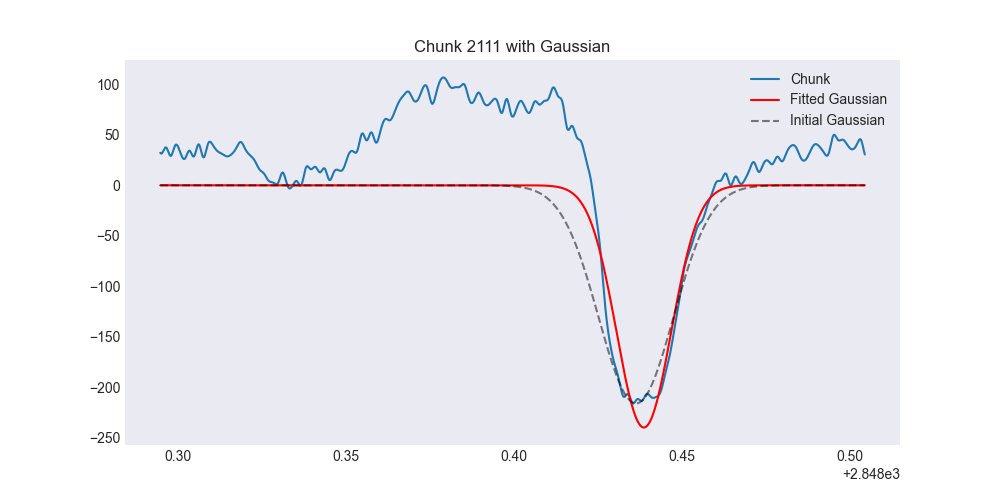 Chunk 2111 with Gaussian
Chunk
Fitted Gaussian
Initial Gaussian
100
50
0
−50
−100
−150
−200
−250
0.30 0.35 0.40 0.45 0.50
+2.848e3